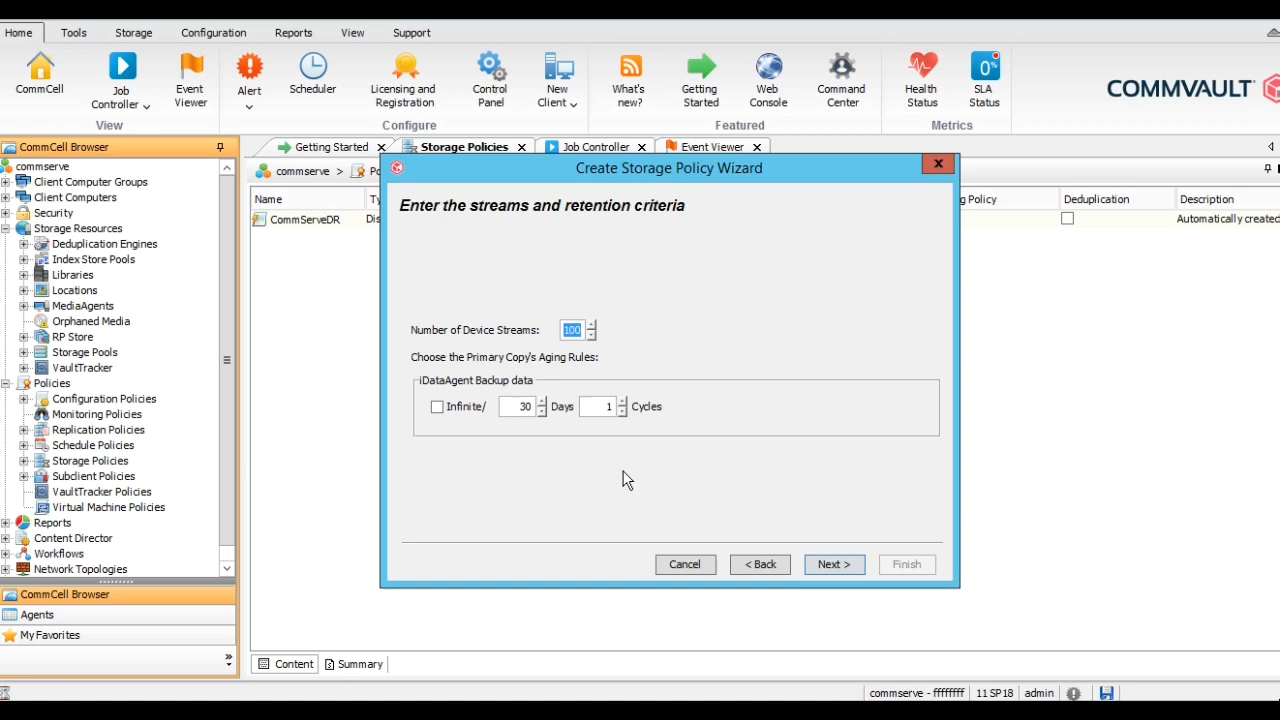 Home Tools Storage Configuration Reports View Support
CommCell Job Controller Event Viewer Alert Scheduler Licensing and Registration Control Panel New Client What's new? Getting Started Web Console Command Center Health Status SLA Status
COMMVAULT
View Configure Featured Metrics
CommCell Browser
Getting Started Storage Policies Job Controller Event Viewer
commserve
Client Computer Groups
Client Computers
Security
Storage Resources
Deduplication Engines
Index Store Pools
Libraries
Locations
MediaAgents
Orphaned Media
RP Store
Storage Pools
VaultTracker
Policies
Configuration Policies
Monitoring Policies
Replication Policies
Schedule Policies
Storage Policies
Subclient Policies
VaultTracker Policies
Virtual Machine Policies
Reports
Content Director
Workflows
Network Topologies
CommCell Browser
Agents
My Favorites
»
commserve > Po
Name Ty g Policy Deduplication Description
CommServeDR Dis Automatically created
Create Storage Policy Wizard
Enter the streams and retention criteria
Number of Device Streams: 100
Choose the Primary Copy's Aging Rules:
iDataAgent Backup data
Infinite/ 30 Days 1 Cycles
Cancel < Back Next > Finish
Content Summary
commserve - ffffffff 11 SP18 admin